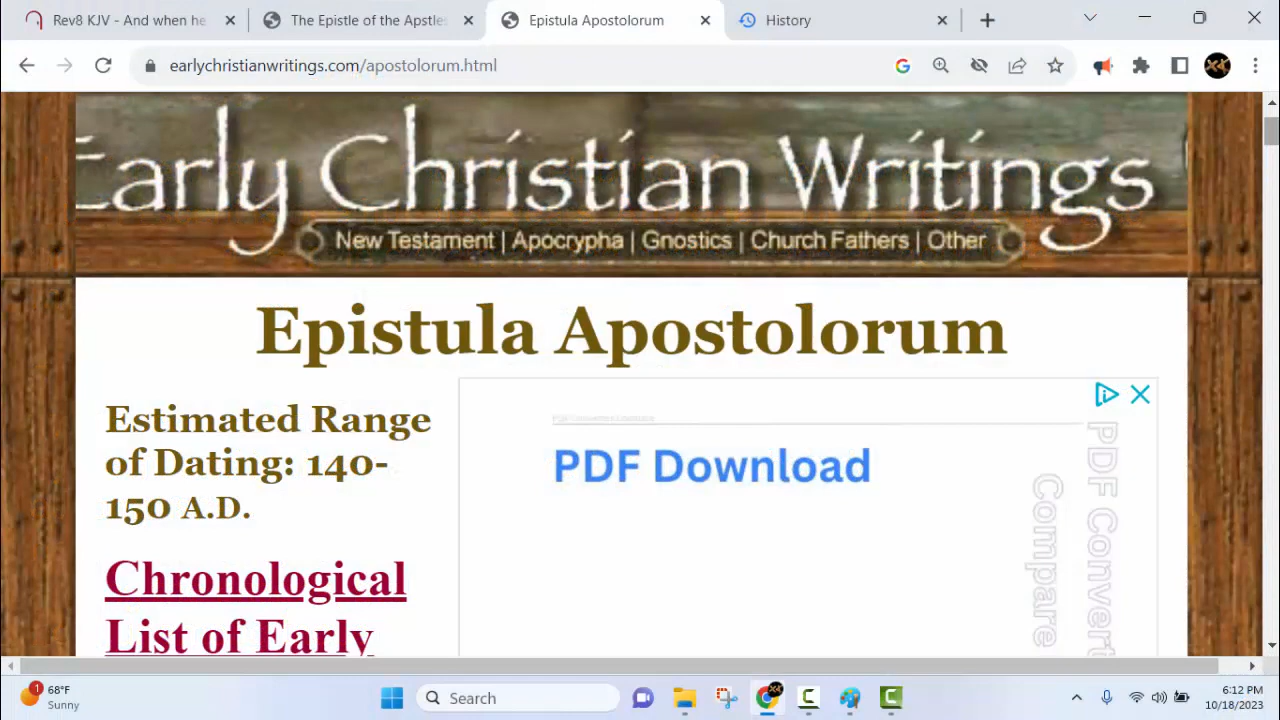 Rev8 KJV - And when he
The Epistle of the Apstles
Epistula Apostolorum
History
earlychristianwritings.com/apostolorum.html
Early Christian Writings
New Testament | Apocrypha | Gnostics | Church Fathers | Other
Epistula Apostolorum
Estimated Range
of Dating: 140-
150 A.D.
Chronological
List of Early
PDF Download
PDF Convert
Compare
1
68°F
Sunny
Search
6:12 PM
10/18/2023